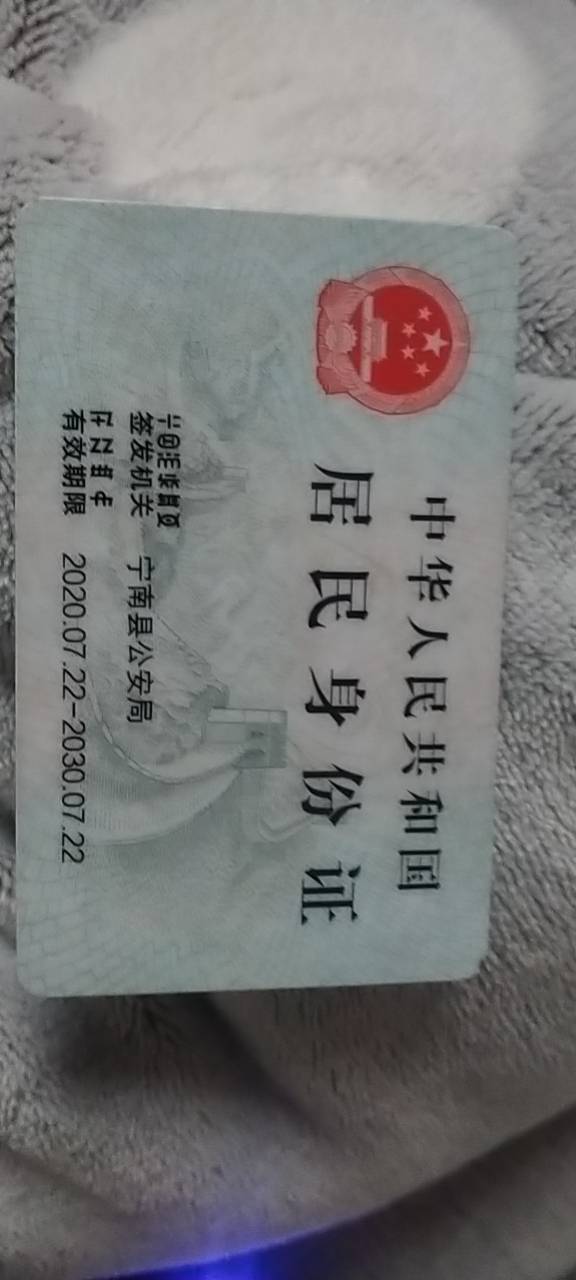 中华人民共和国
居民身份证
签发机关 宁南县公安局
有效期限 2020.07.22-2030.07.22